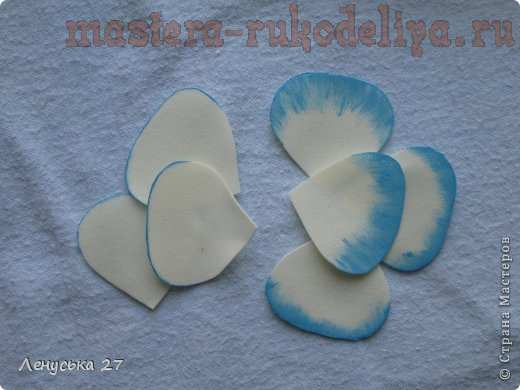 mastera-rukodeliya.ru
Ленуська 27
© Страна Мастеров